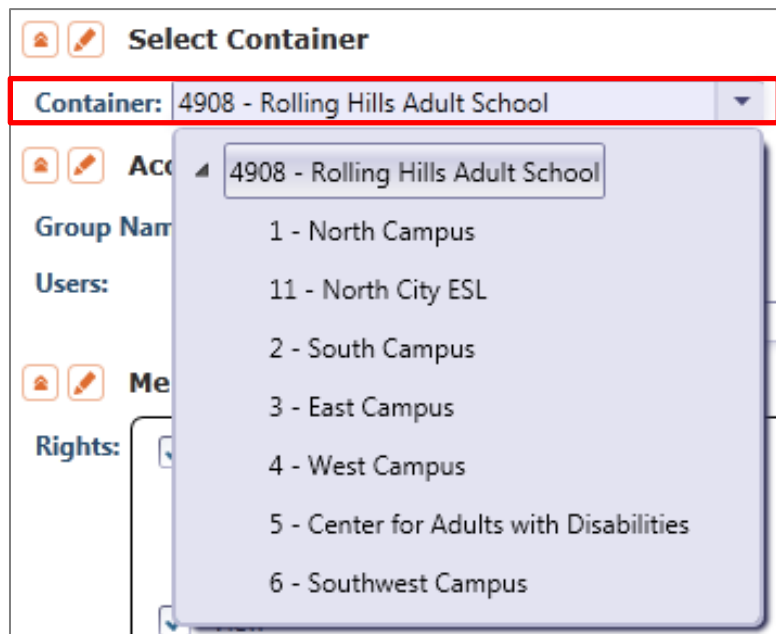 Select Container
Container: 4908 - Rolling Hills Adult School
4908 - Rolling Hills Adult School
Group
1 - North Campus
Users:
11 - North City ESL
2 - South Campus
3 - East Campus
Rights:
4 - West Campus
5 - Center for Adults with Disabilities
6 - Southwest Campus